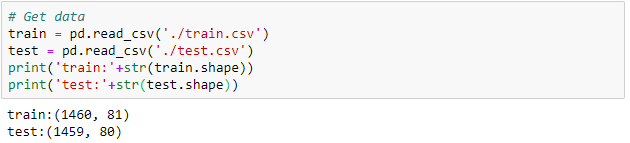 # Get data
train = pd.read_csv('./train.csv')
test = pd.read_csv('./test.csv')
print('train:'+str(train.shape))
print('test:'+str(test.shape))
train:(1460, 81)
test:(1459, 80)